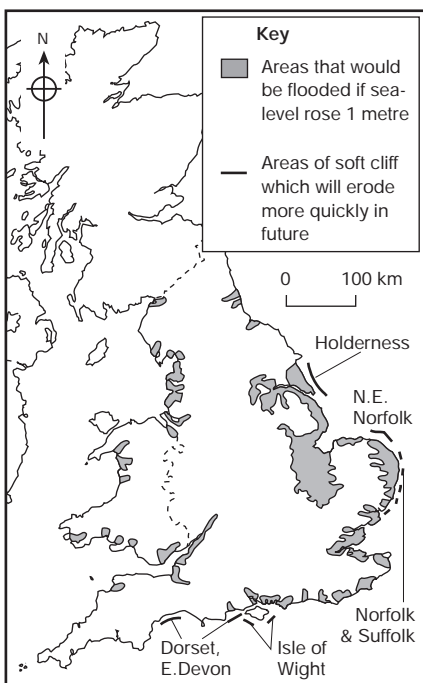 N
Key
Areas that would
be flooded if sea-
level rose 1 metre
Areas of soft cliff
which will erode
more quickly in
future
0 100 km
Holderness
N.E.
Norfolk
Norfolk
& Suffolk
Dorset,
E.Devon
Isle of
Wight